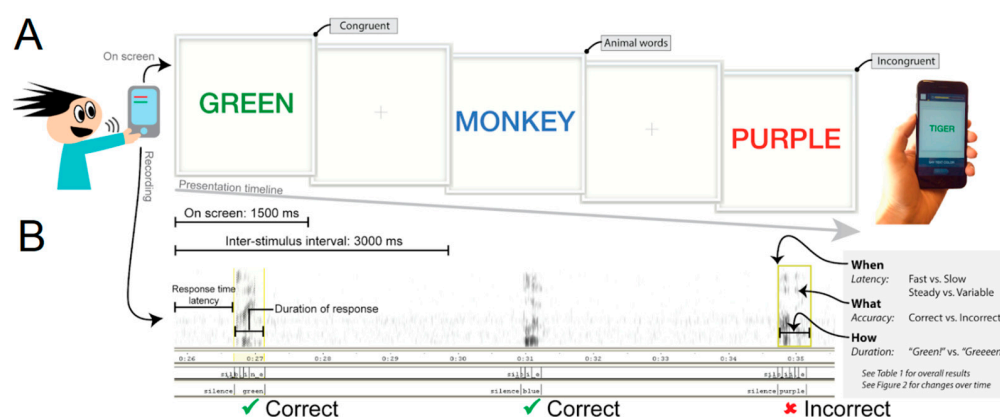 A
On screen
Congruent
Animal words
Incongruent
GREEN
MONKEY
PURPLE
TIGER
SAY TEXT COLOR
Recording
Presentation timeline
On screen: 1500 ms
B
Inter-stimulus interval: 3000 ms
Response time
latency
Duration of response
When
Latency: Fast vs. Slow
Steady vs. Variable
What
Accuracy: Correct vs. Incorrect
How
Duration: "Green!" vs. "Greeeen
See Table 1 for overall results
See Figure 2 for changes over time
0:26 0:27 0:28 0:29 0:30 0:31 0:32 0:33 0:34 0:35
silence green silence blue silence purple
✔ Correct ✔ Correct ✘ Incorrect